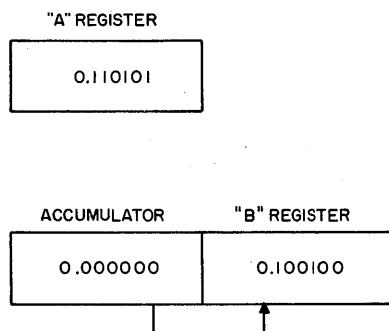 "A" REGISTER
0.110101
ACCUMULATOR "B" REGISTER
0.000000 0.100100